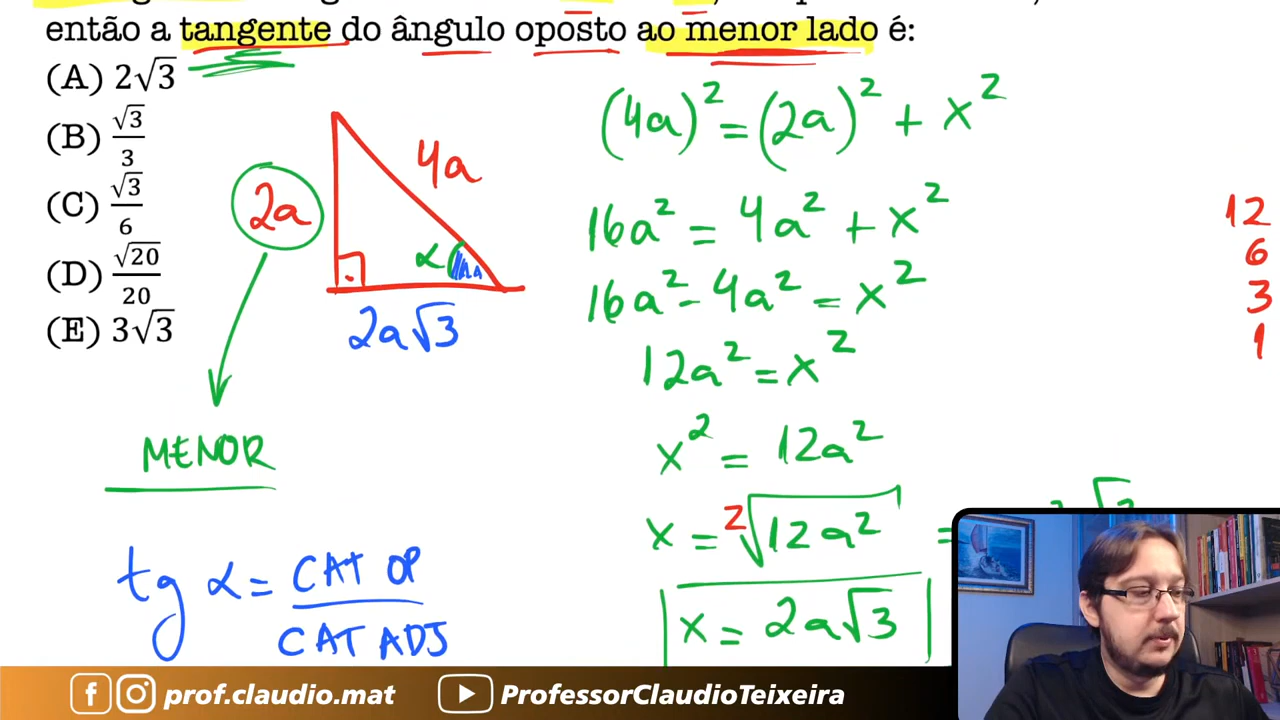 então a tangente do ângulo oposto ao menor lado é:
(A) 2√3
(B) √3/3
(C) √3/6
(D) √20/20
(E) 3√3
4a
2a
α
2a√3
MENOR
tg α = CAT OP / CAT ADJ
(4a)² = (2a)² + x²
16a² = 4a² + x²
16a² - 4a² = x²
12a² = x²
x² = 12a²
x = ²√12a² =
x = 2a√3
12
6
3
1
prof.claudio.mat
ProfessorClaudioTeixeira